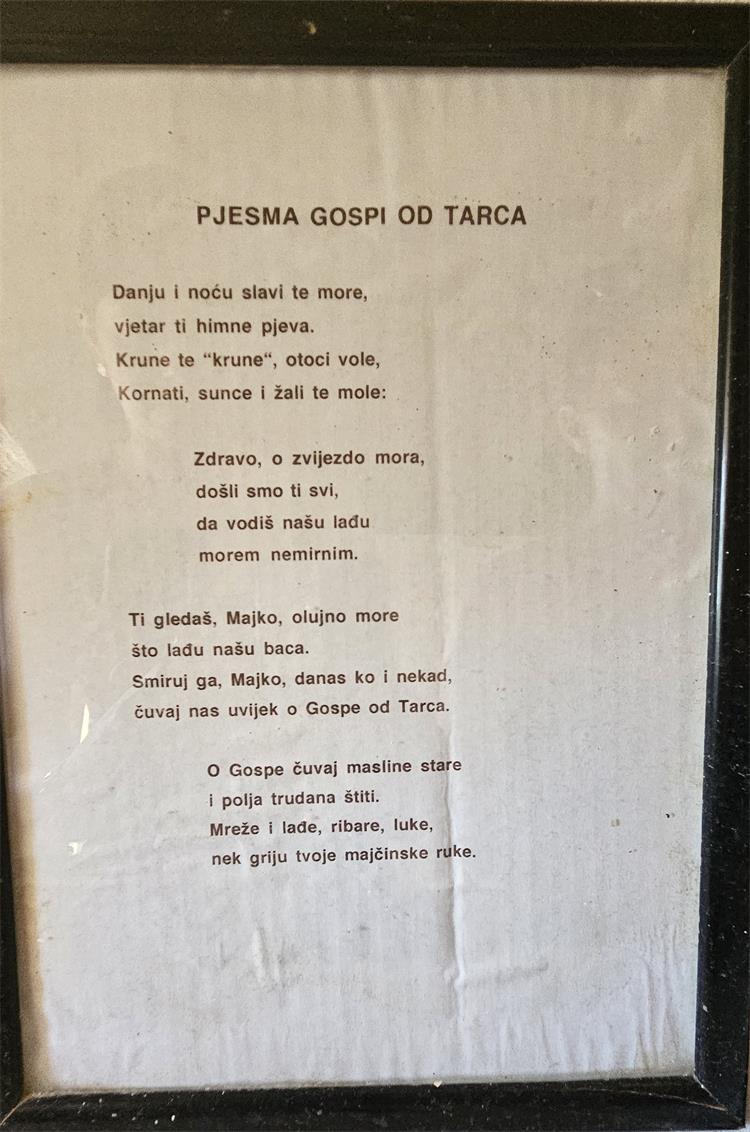 PJESMA GOSPI OD TARCA
Danju i noću slavi te more,
vjetar ti himne pjeva.
Krune te “krune“, otoci vole,
Kornati, sunce i žali te mole:
Zdravo, o zvijezdo mora,
došli smo ti svi,
da vodiš našu lađu
morem nemirnim.
Ti gledaš, Majko, olujno more
što lađu našu baca.
Smiruj ga, Majko, danas ko i nekad,
čuvaj nas uvijek o Gospe od Tarca.
O Gospe čuvaj masline stare
i polja trudana štiti.
Mreže i lađe, ribare, luke,
nek griju tvoje majčinske ruke.